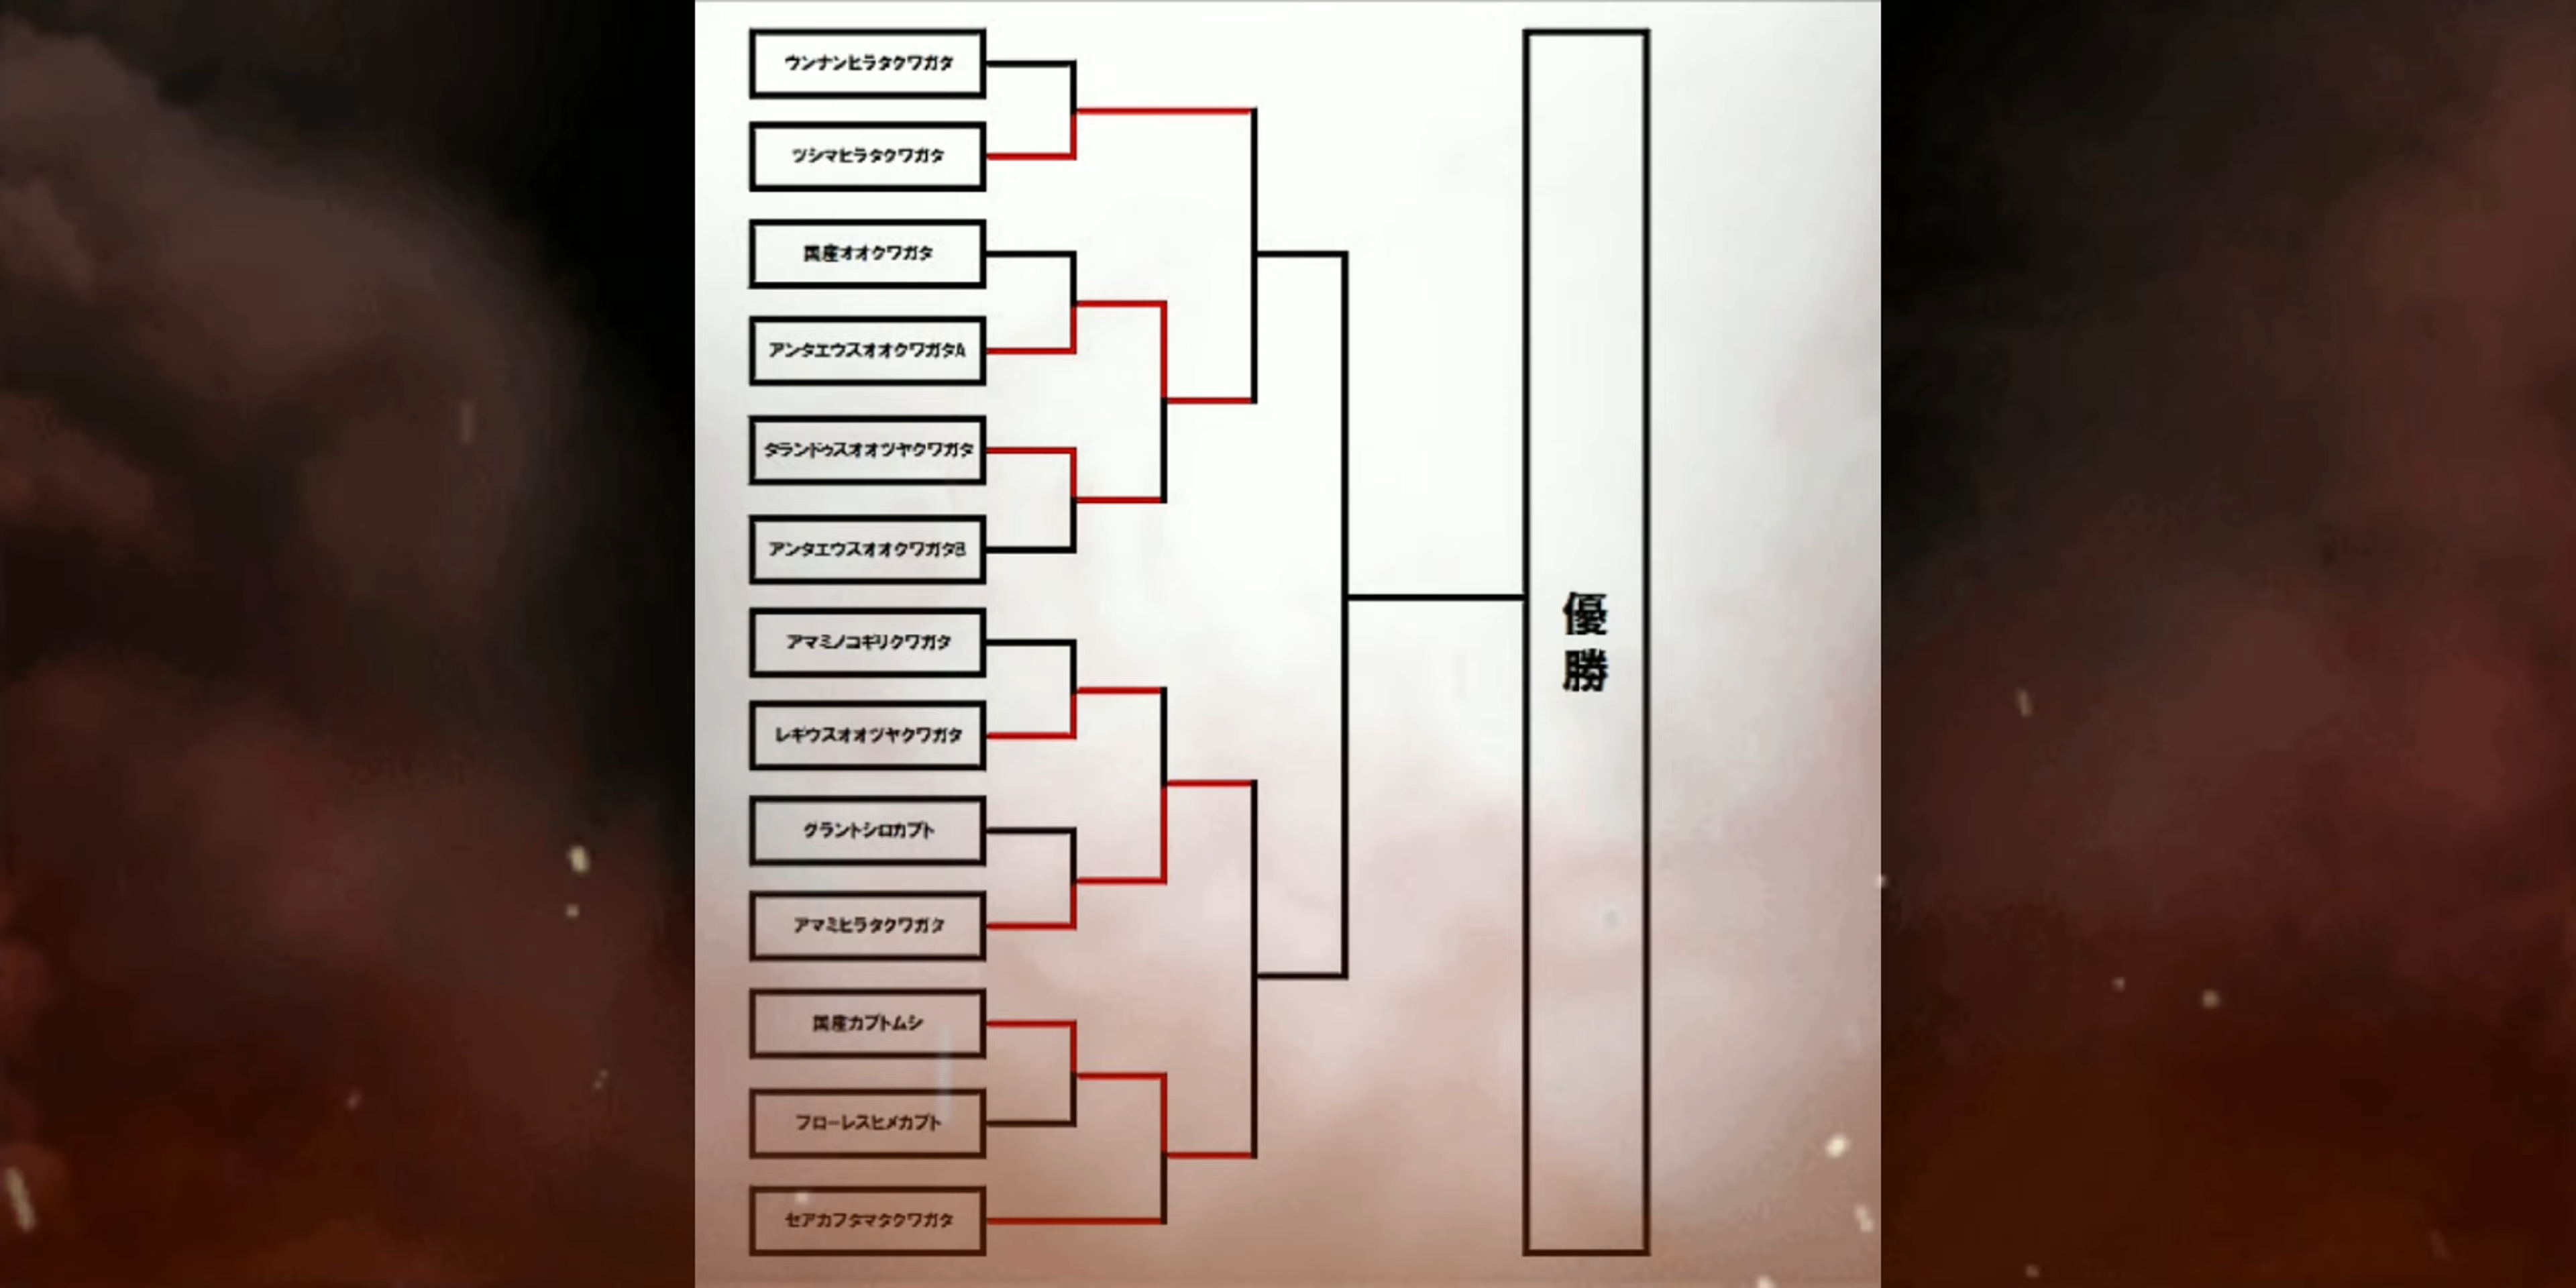 ウンナンヒラタクワガタ
ツシマヒラタクワガタ
国産オオクワガタ
アンタエウスオオクワガタA
タランドゥスオオツヤクワガタ
アンタエウスオオクワガタB
アマミノコギリクワガタ
レギウスオオツヤクワガタ
グラントシロカブト
アマミヒラタクワガタ
国産カブトムシ
フローレスヒメカブト
セアカフタマタクワガタ
優勝